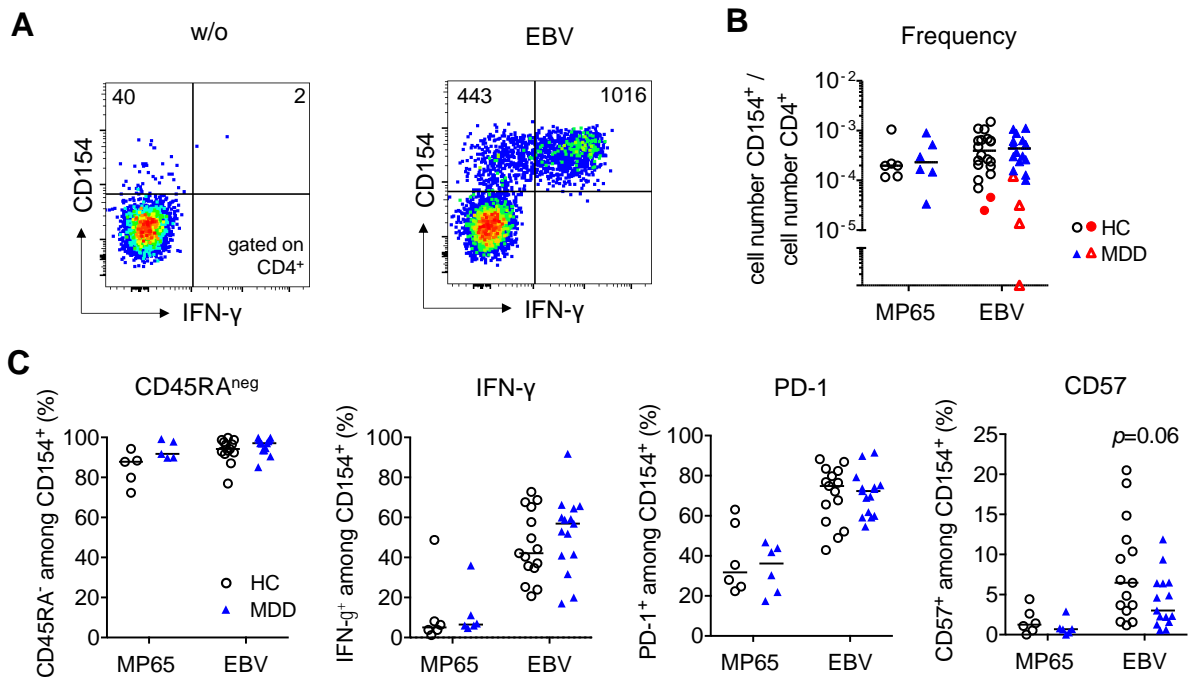 A
w/o
EBV
40
2
443
1016
CD154
CD154
gated on
CD4⁺
IFN-γ
IFN-γ
B
Frequency
cell number CD154⁺ /
cell number CD4⁺
10⁻²
10⁻³
10⁻⁴
10⁻⁵
MP65
EBV
HC
MDD
C
CD45RAⁿᵉᵍ
CD45RA⁻ among CD154⁺ (%)
100
80
60
40
20
0
HC
MDD
MP65
EBV
IFN-γ
IFN-g⁺ among CD154⁺ (%)
100
80
60
40
20
0
MP65
EBV
PD-1
PD-1⁺ among CD154⁺ (%)
100
80
60
40
20
0
MP65
EBV
CD57
CD57⁺ among CD154⁺ (%)
25
20
15
10
5
0
p=0.06
MP65
EBV